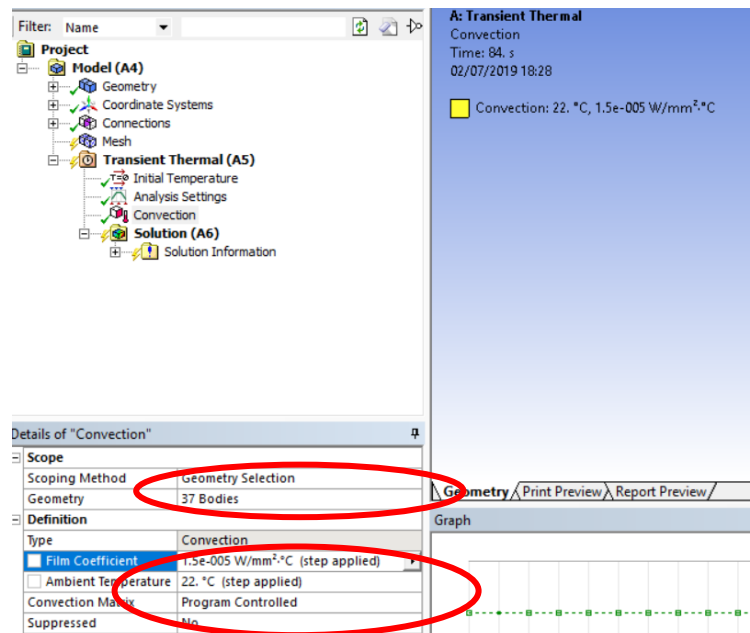 Filter: Name
Project
Model (A4)
Geometry
Coordinate Systems
Connections
Mesh
Transient Thermal (A5)
T=0 Initial Temperature
Analysis Settings
Convection
Solution (A6)
Solution Information
A: Transient Thermal
Convection
Time: 84. s
02/07/2019 18:28
Convection: 22. °C, 1.5e-005 W/mm²·°C
Details of "Convection"
Scope
Scoping Method Geometry Selection
Geometry 37 Bodies
Definition
Type Convection
Film Coefficient 1.5e-005 W/mm²·°C (step applied)
Ambient Temperature 22. °C (step applied)
Convection Matrix Program Controlled
Suppressed No
Geometry Print Preview Report Preview
Graph